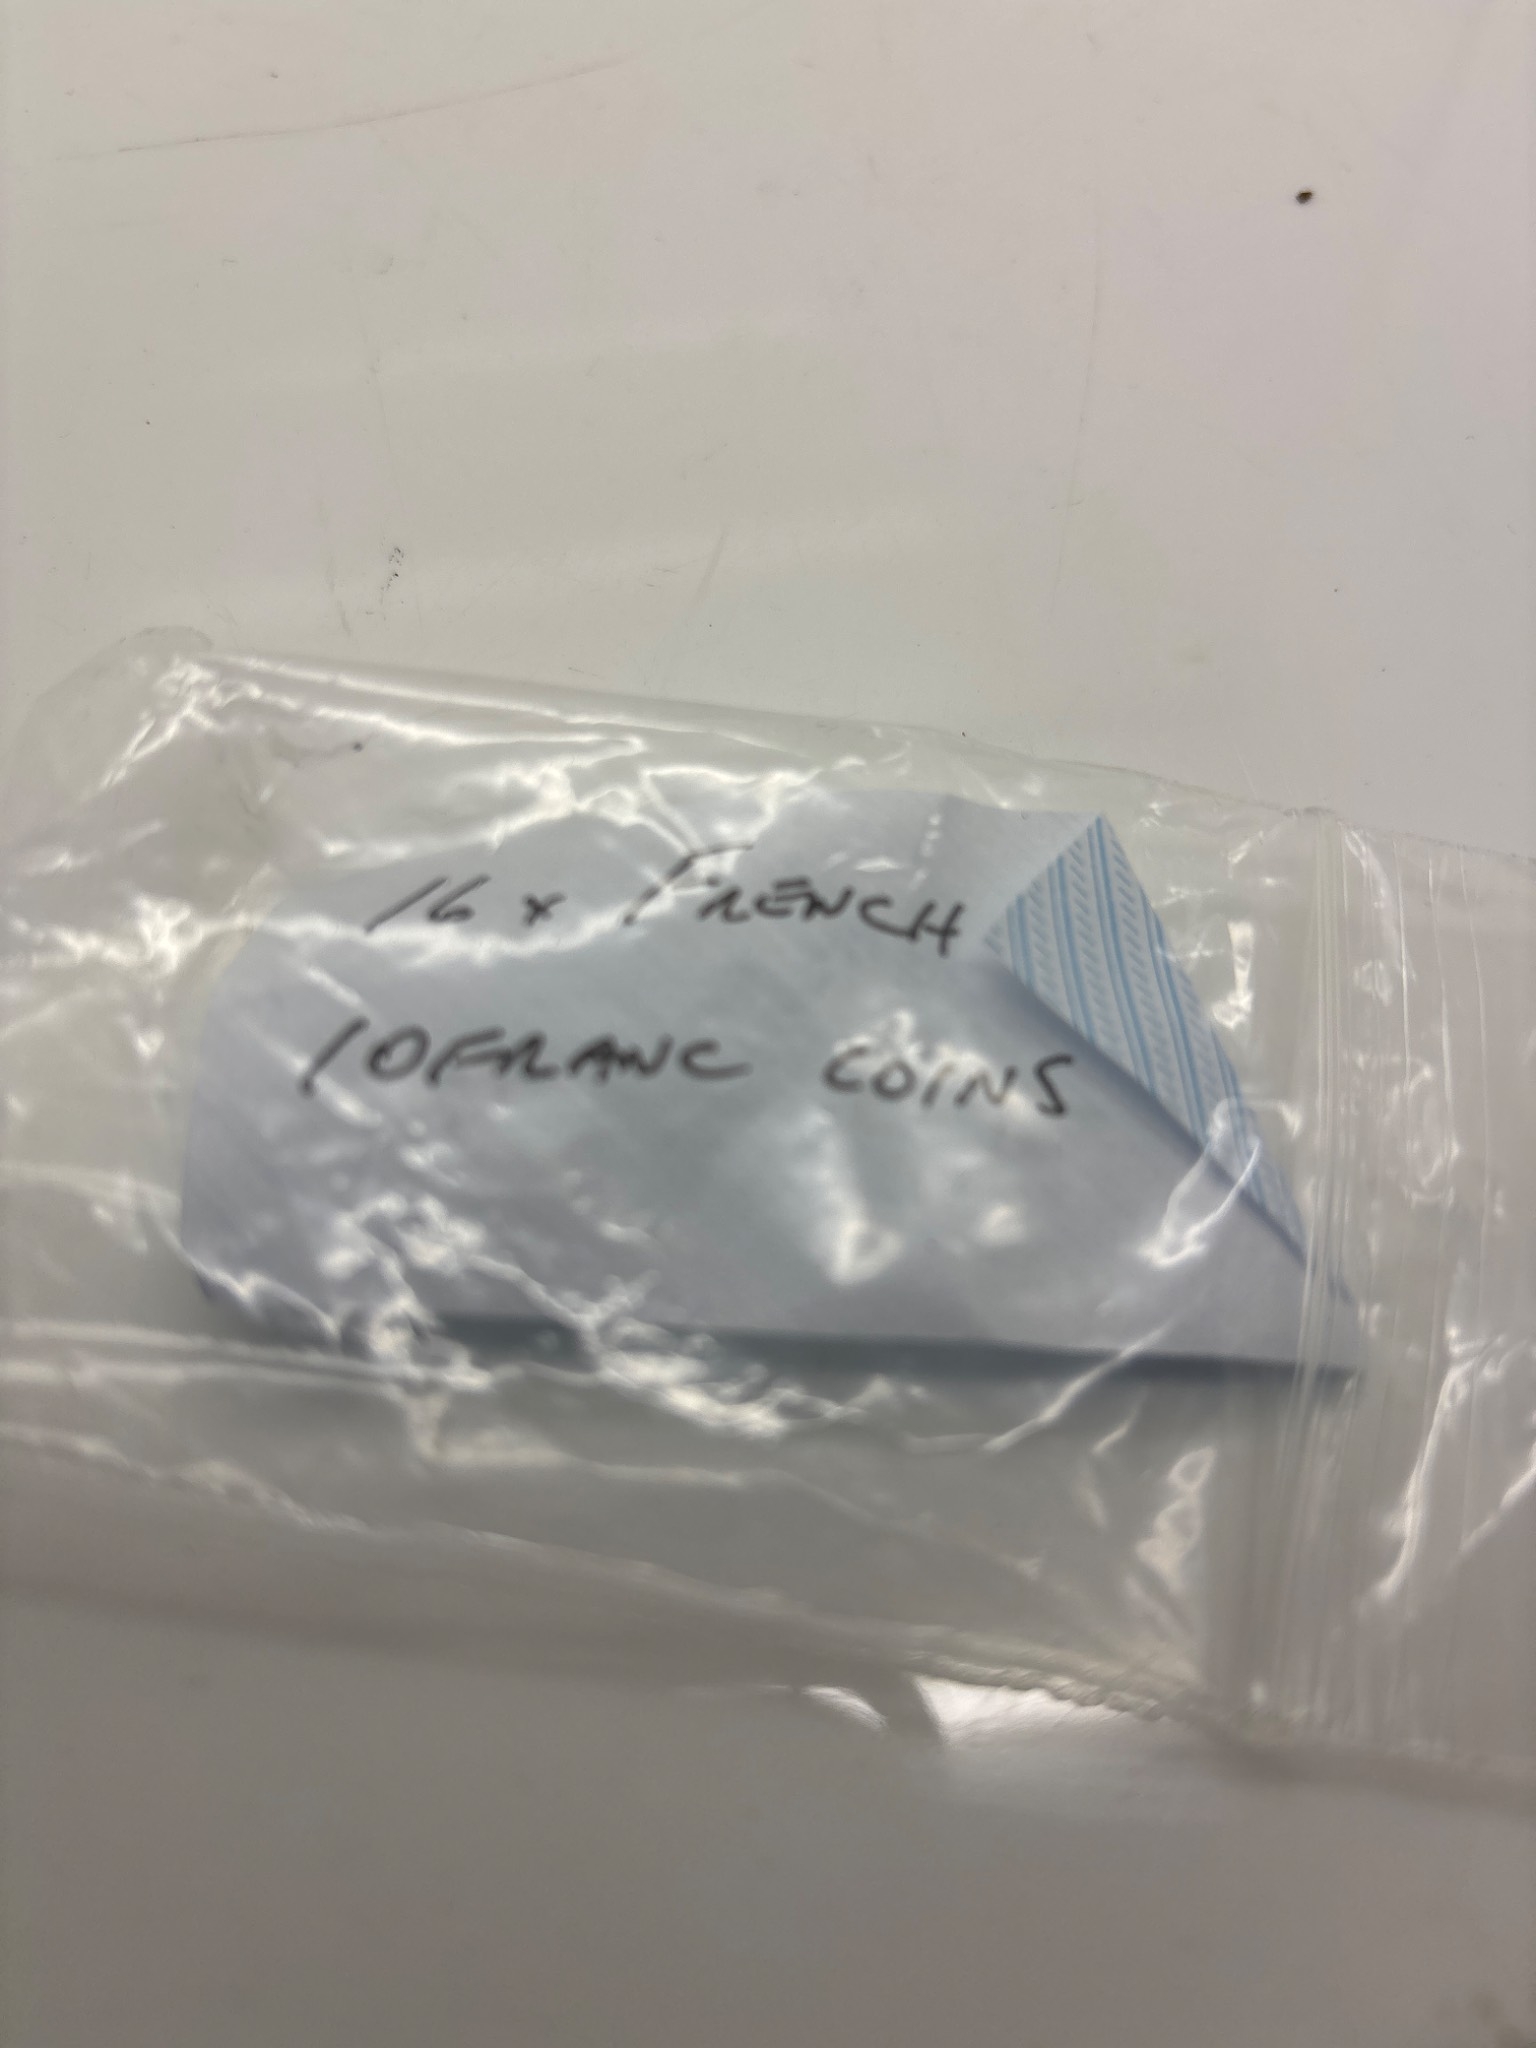 16 x FRENCH
10FRANC COINS